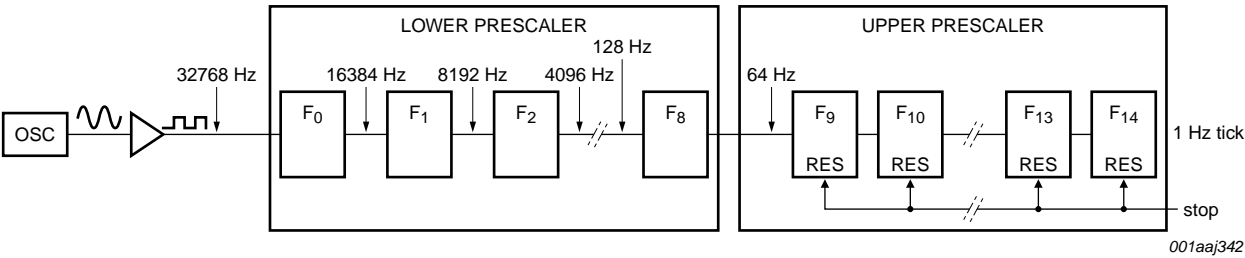 LOWER PRESCALER
UPPER PRESCALER
128 Hz
32768 Hz
16384 Hz
8192 Hz
4096 Hz
64 Hz
OSC
F0
F1
F2
F8
F9
F10
F13
F14
1 Hz tick
RES
RES
RES
RES
stop
001aaj342